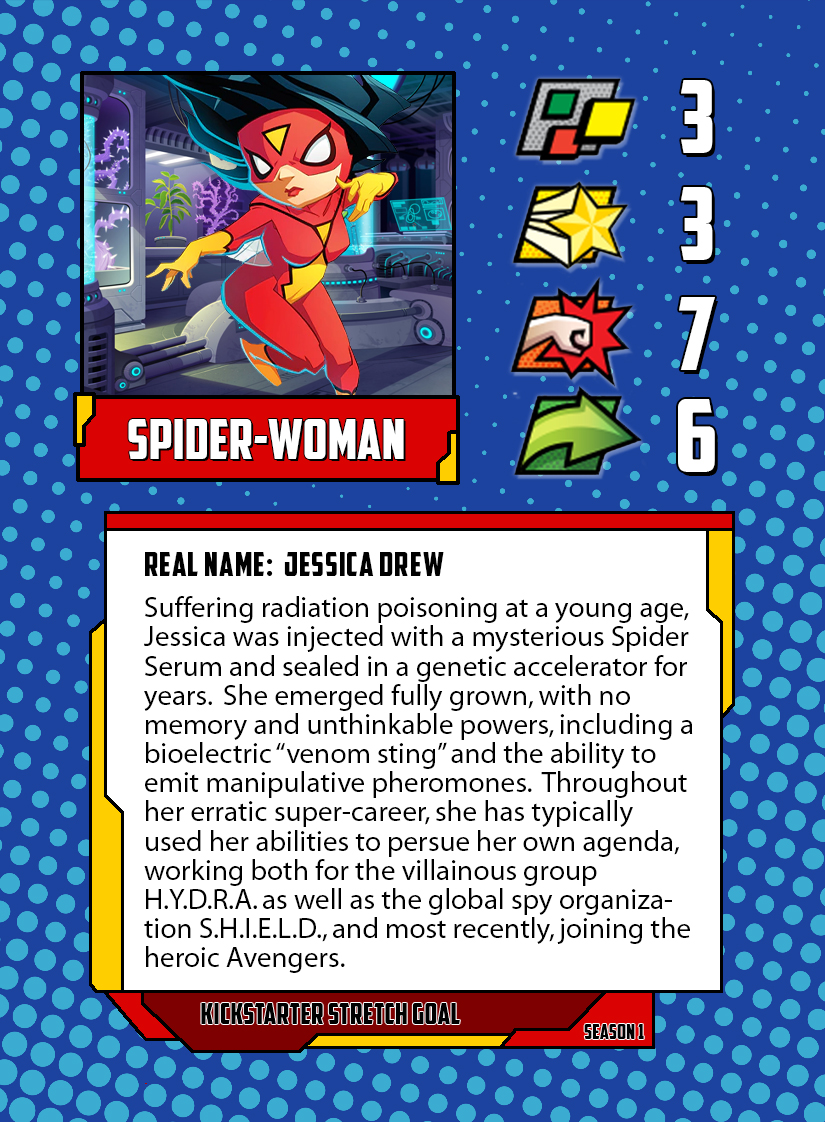 3
3
7
6
SPIDER-WOMAN
REAL NAME: JESSICA DREW
Suffering radiation poisoning at a young age,
Jessica was injected with a mysterious Spider
Serum and sealed in a genetic accelerator for
years. She emerged fully grown, with no
memory and unthinkable powers, including a
bioelectric “venom sting” and the ability to
emit manipulative pheromones. Throughout
her erratic super-career, she has typically
used her abilities to persue her own agenda,
working both for the villainous group
H.Y.D.R.A. as well as the global spy organiza-
tion S.H.I.E.L.D., and most recently, joining the
heroic Avengers.
KICKSTARTER STRETCH GOAL
SEASON 1